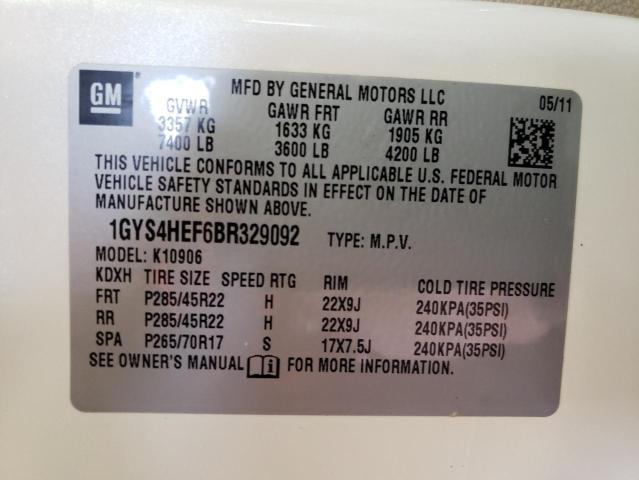 GM
MFD BY GENERAL MOTORS LLC 05/11
GVWR GAWR FRT GAWR RR
3357 KG 1633 KG 1905 KG
7400 LB 3600 LB 4200 LB
THIS VEHICLE CONFORMS TO ALL APPLICABLE U.S. FEDERAL MOTOR
VEHICLE SAFETY STANDARDS IN EFFECT ON THE DATE OF
MANUFACTURE SHOWN ABOVE.
1GYS4HEF6BR329092 TYPE: M.P.V.
MODEL: K10906
KDXH TIRE SIZE SPEED RTG RIM COLD TIRE PRESSURE
FRT P285/45R22 H 22X9J 240KPA(35PSI)
RR P285/45R22 H 22X9J 240KPA(35PSI)
SPA P265/70R17 S 17X7.5J 240KPA(35PSI)
SEE OWNER'S MANUAL i FOR MORE INFORMATION.